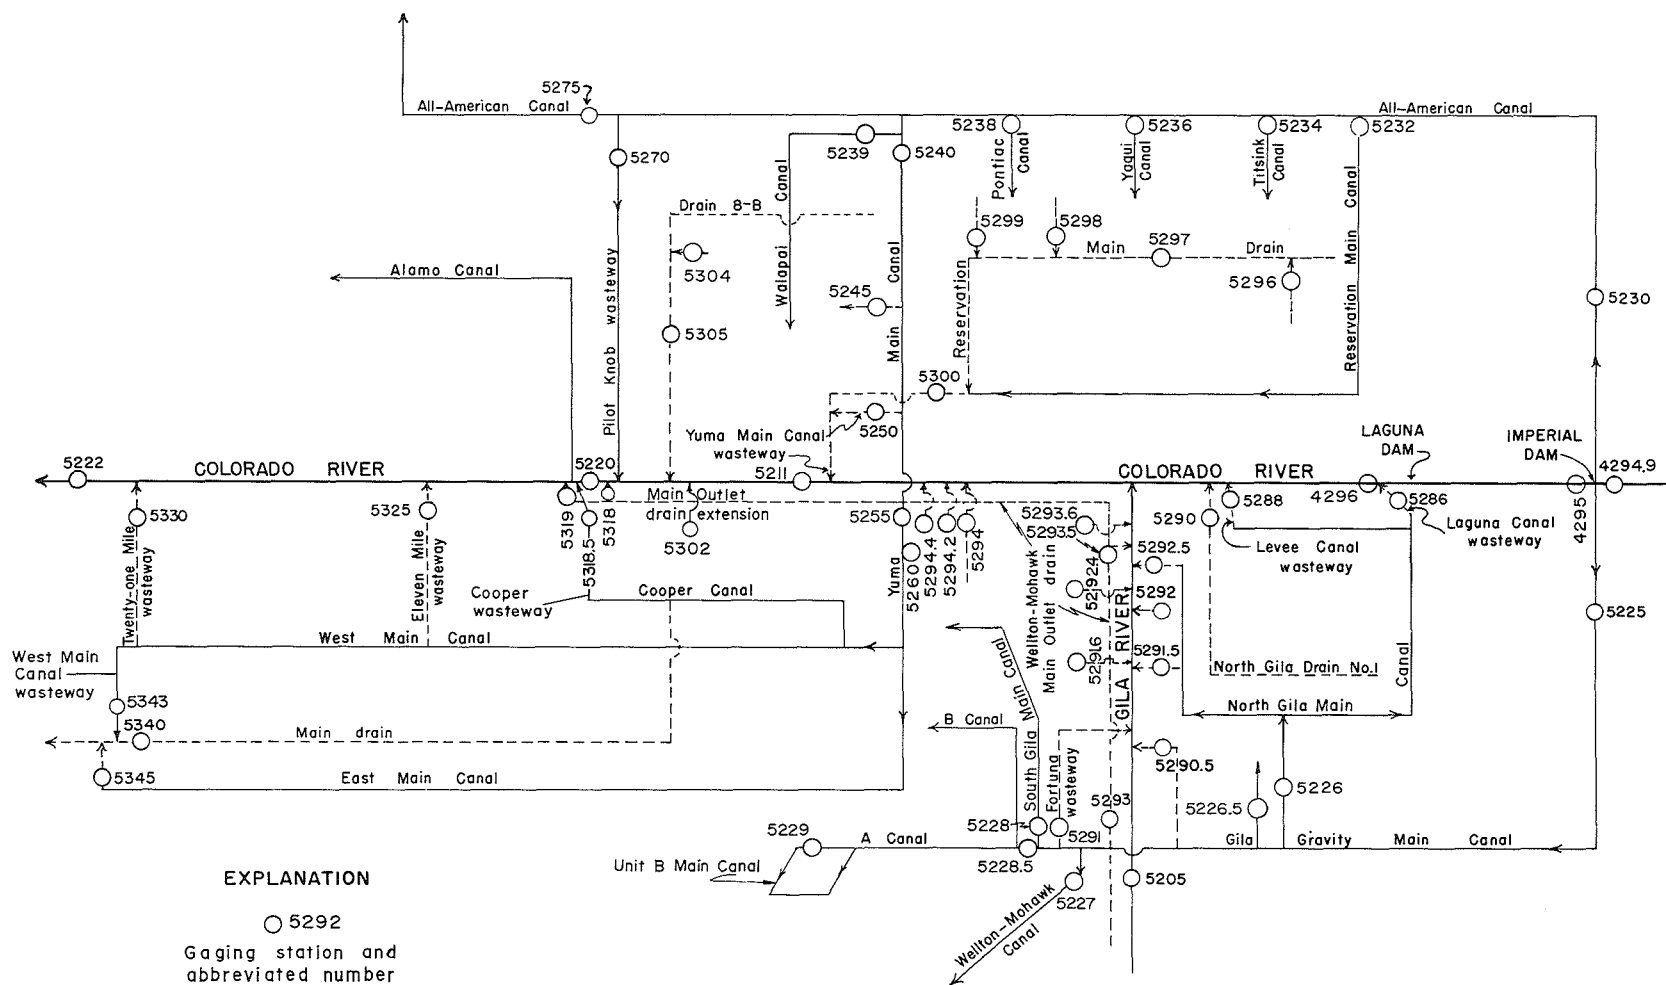 5275
All-American Canal
All-American Canal
5270
5239
5240
5238
5236
5234
5232
Pontiac
Canal
Yaqui
Canal
Titsink
Canal
Drain 8-B
Walapai Canal
Main Canal
5299
5298
Main Drain
5297
5296
Reservation Main Canal
5304
Alamo Canal
5245
5230
5305
Pilot Knob wasteway
Reservation
5300
5250
Yuma Main Canal
wasteway
LAGUNA
DAM
IMPERIAL
DAM
5222
COLORADO RIVER
5220
5211
COLORADO RIVER
4296
5286
4295
4294.9
Main Outlet
drain extension
5319
5318
5318.5
5302
5255
5260
5294.4
5294.2
5294
5293.6
5293.5
5292.5
5292.4
5292
5290
5288
Laguna Canal
wasteway
Levee Canal
wasteway
5330
5325
Twenty-one Mile
wasteway
Eleven Mile
wasteway
Cooper
wasteway
Cooper Canal
Yuma
5225
West Main Canal
Wellton-Mohawk
Main Outlet drain
5291.6
5291.5
GILA RIVER
North Gila Drain No.1
Canal
North Gila Main
West Main
Canal
wasteway
5343
5340
Main drain
5345
East Main Canal
B Canal
South Gila Main Canal
Fortuna
wasteway
5290.5
5293
5226
5226.5
5228
5291
5229
A Canal
5228.5
Gila Gravity Main Canal
Unit B Main Canal
5227
5205
Wellton-Mohawk
Canal
EXPLANATION
5292
Gaging station and
abbreviated number